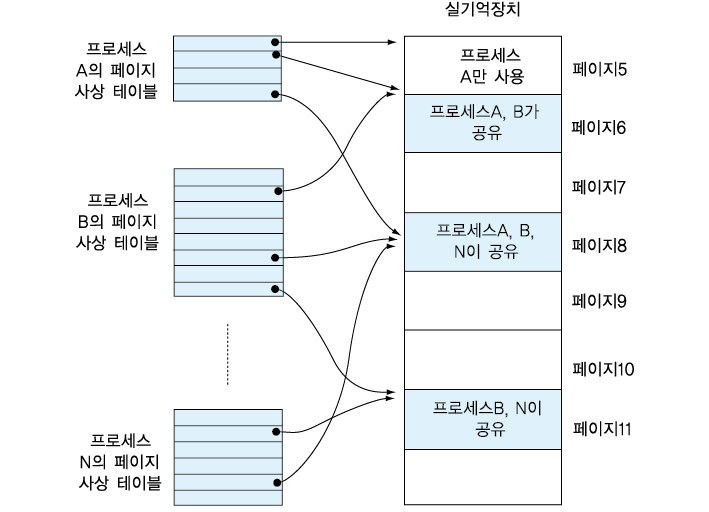 실기억장치
프로세스
A의 페이지
사상 테이블
프로세스
A만 사용
페이지5
프로세스A, B가
공유
페이지6
페이지7
프로세스
B의 페이지
사상 테이블
프로세스A, B,
N이 공유
페이지8
페이지9
페이지10
프로세스B, N이
공유
페이지11
프로세스
N의 페이지
사상 테이블